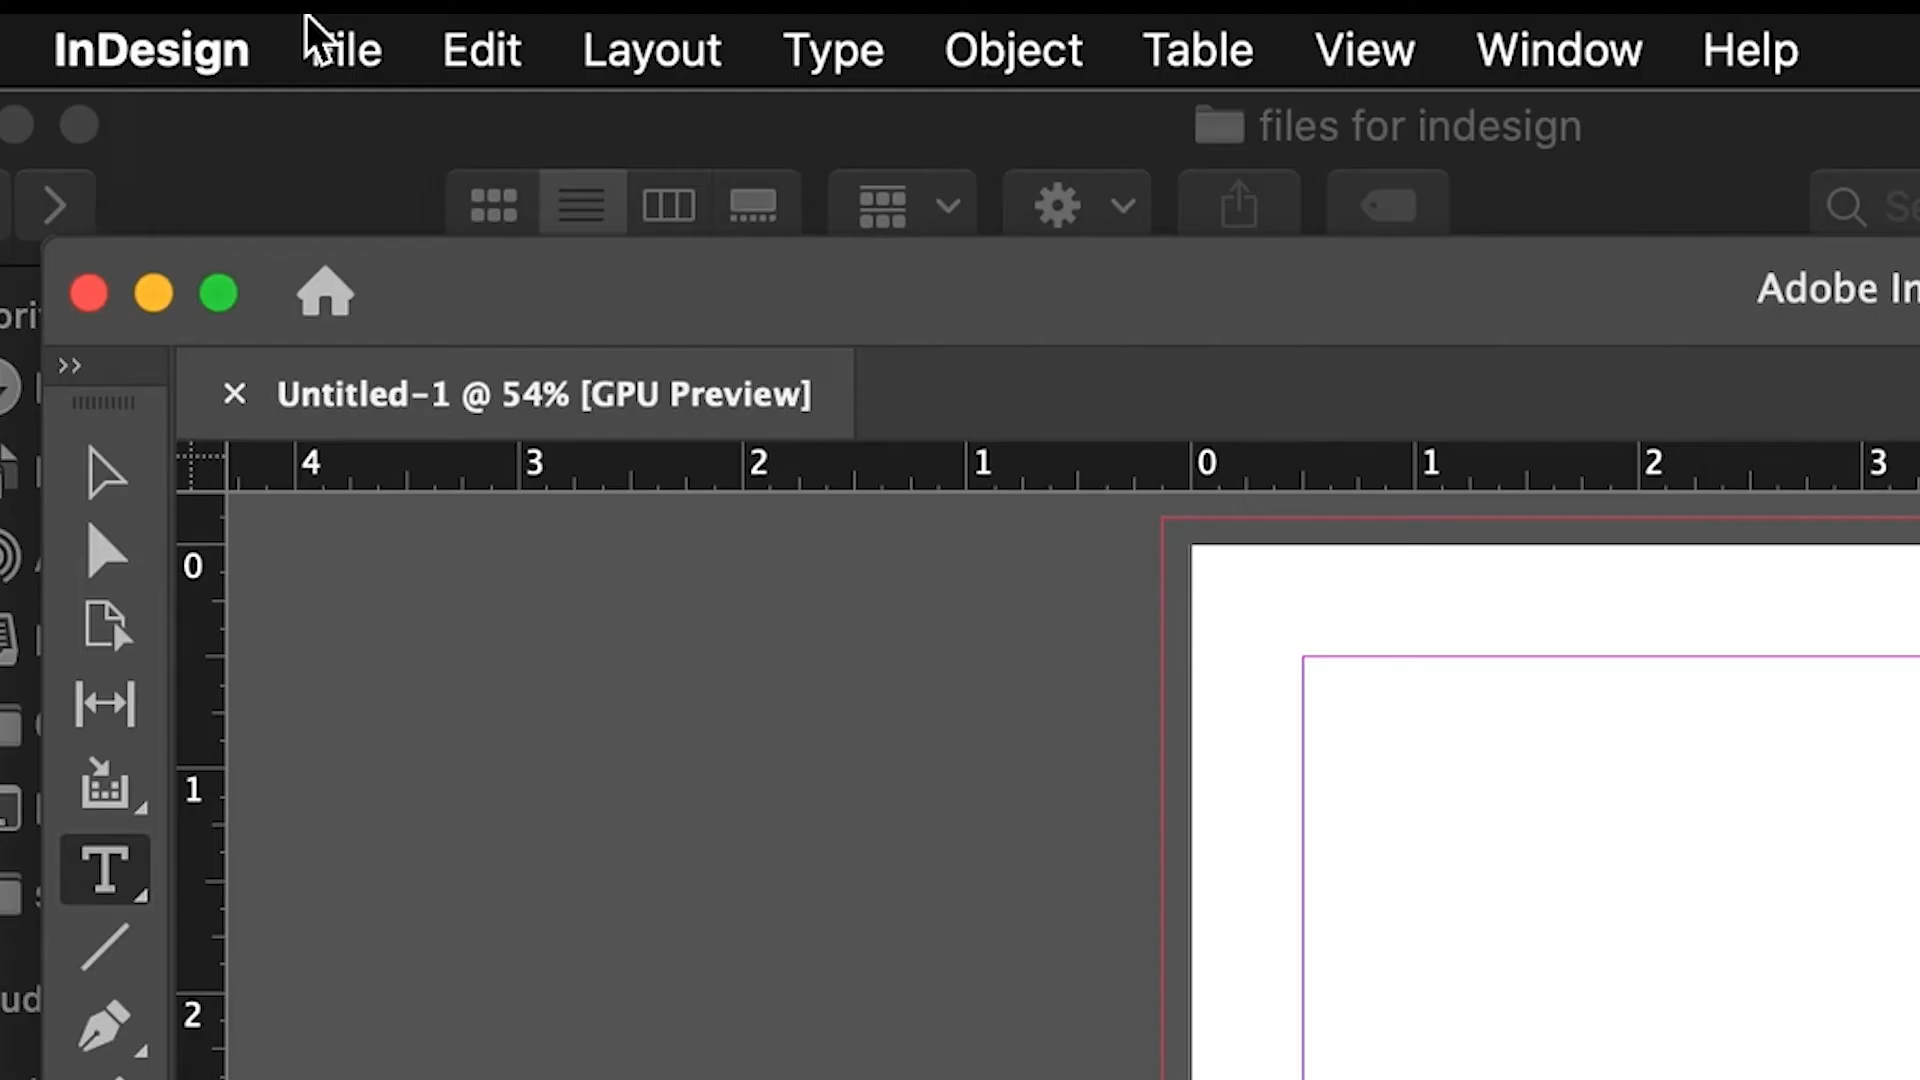 InDesign File Edit Layout Type Object Table View Window Help
files for indesign
Adobe In
>>
× Untitled-1 @ 54% [GPU Preview]
4 3 2 1 0 1 2 3
0
1
2
T